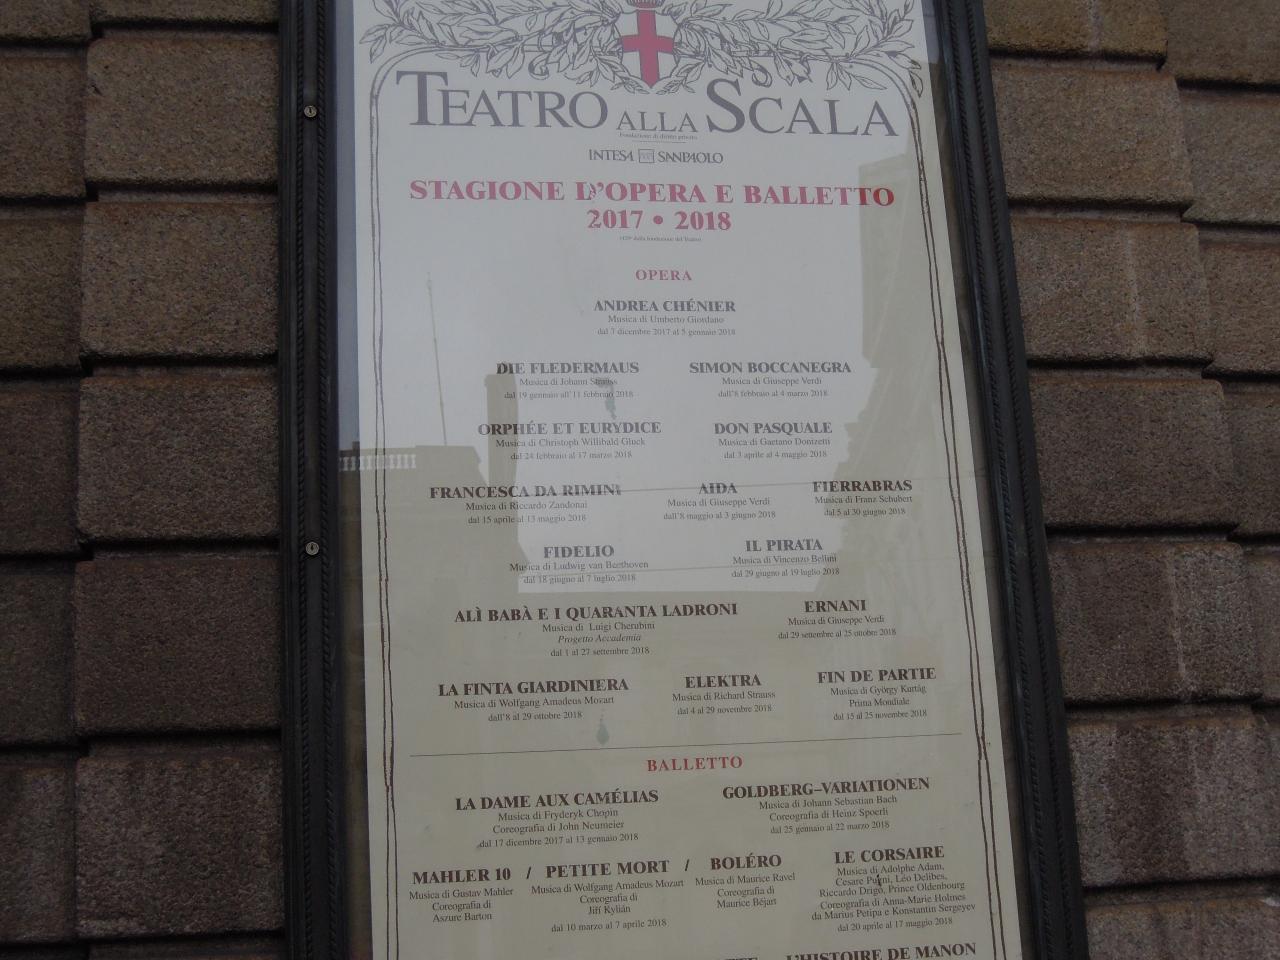 TEATRO ALLA SCALA
Fondazione di diritto privato
INTESA SANPAOLO
STAGIONE D'OPERA E BALLETTO
2017 • 2018
OPERA
ANDREA CHÉNIER
Musica di Umberto Giordano
dal 7 dicembre 2017 al 5 gennaio 2018
DIE FLEDERMAUS
Musica di Johann Strauss
dal 19 gennaio all'11 febbraio 2018
SIMON BOCCANEGRA
Musica di Giuseppe Verdi
dall'8 febbraio al 4 marzo 2018
ORPHÉE ET EURYDICE
Musica di Christoph Willibald Gluck
dal 24 febbraio al 17 marzo 2018
DON PASQUALE
Musica di Gaetano Donizetti
dal 3 aprile al 4 maggio 2018
FRANCESCA DA RIMINI
Musica di Riccardo Zandonai
dal 15 aprile al 13 maggio 2018
AIDA
Musica di Giuseppe Verdi
dall'8 maggio al 3 giugno 2018
FIERRABRAS
Musica di Franz Schubert
dal 5 al 30 giugno 2018
FIDELIO
Musica di Ludwig van Beethoven
dal 18 giugno al 7 luglio 2018
IL PIRATA
Musica di Vincenzo Bellini
dal 29 giugno al 19 luglio 2018
ALÌ BABÀ E I QUARANTA LADRONI
Musica di Luigi Cherubini
Progetto Accademia
dal 1 al 27 settembre 2018
ERNANI
Musica di Giuseppe Verdi
dal 29 settembre al 25 ottobre 2018
LA FINTA GIARDINIERA
Musica di Wolfgang Amadeus Mozart
dall'8 al 29 ottobre 2018
ELEKTRA
Musica di Richard Strauss
dal 4 al 29 novembre 2018
FIN DE PARTIE
Musica di György Kurtág
Prima Mondiale
dal 15 al 25 novembre 2018
BALLETTO
LA DAME AUX CAMÉLIAS
Musica di Fryderyk Chopin
Coreografia di John Neumeier
dal 17 dicembre 2017 al 13 gennaio 2018
GOLDBERG–VARIATIONEN
Musica di Johann Sebastian Bach
Coreografia di Heinz Spoerli
dal 25 gennaio al 22 marzo 2018
MAHLER 10 / PETITE MORT / BOLÉRO
Musica di Gustav Mahler
Coreografia di
Aszure Barton
Musica di Wolfgang Amadeus Mozart
Coreografia di
Jiří Kylián
Musica di Maurice Ravel
Coreografia di
Maurice Béjart
dal 10 marzo al 7 aprile 2018
LE CORSAIRE
Musica di Adolphe Adam,
Cesare Pugni, Léo Delibes,
Riccardo Drigo, Prince Oldenbourg
Coreografia di Anna-Marie Holmes
da Marius Petipa e Konstantin Sergeyev
dal 20 aprile al 17 maggio 2018
L'HISTOIRE DE MANON